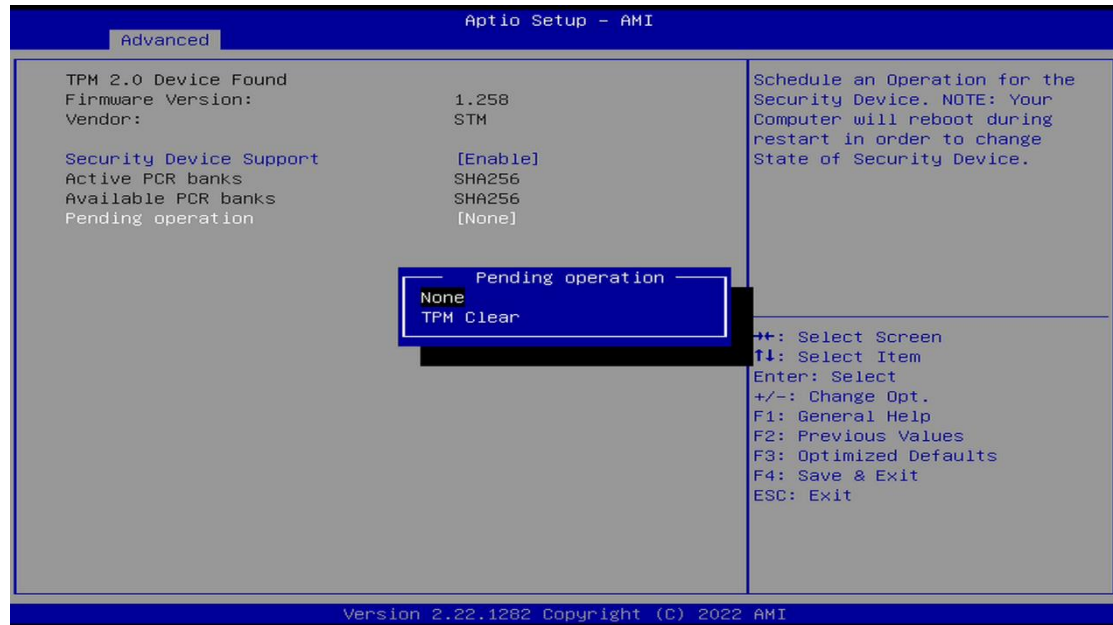 Aptio Setup - AMI
Advanced
TPM 2.0 Device Found
Firmware Version: 1.258
Vendor: STM
Security Device Support [Enable]
Active PCR banks SHA256
Available PCR banks SHA256
Pending operation [None]
Pending operation
None
TPM Clear
Schedule an Operation for the
Security Device. NOTE: Your
Computer will reboot during
restart in order to change
State of Security Device.
→←: Select Screen
↑↓: Select Item
Enter: Select
+/-: Change Opt.
F1: General Help
F2: Previous Values
F3: Optimized Defaults
F4: Save & Exit
ESC: Exit
Version 2.22.1282 Copyright (C) 2022 AMI